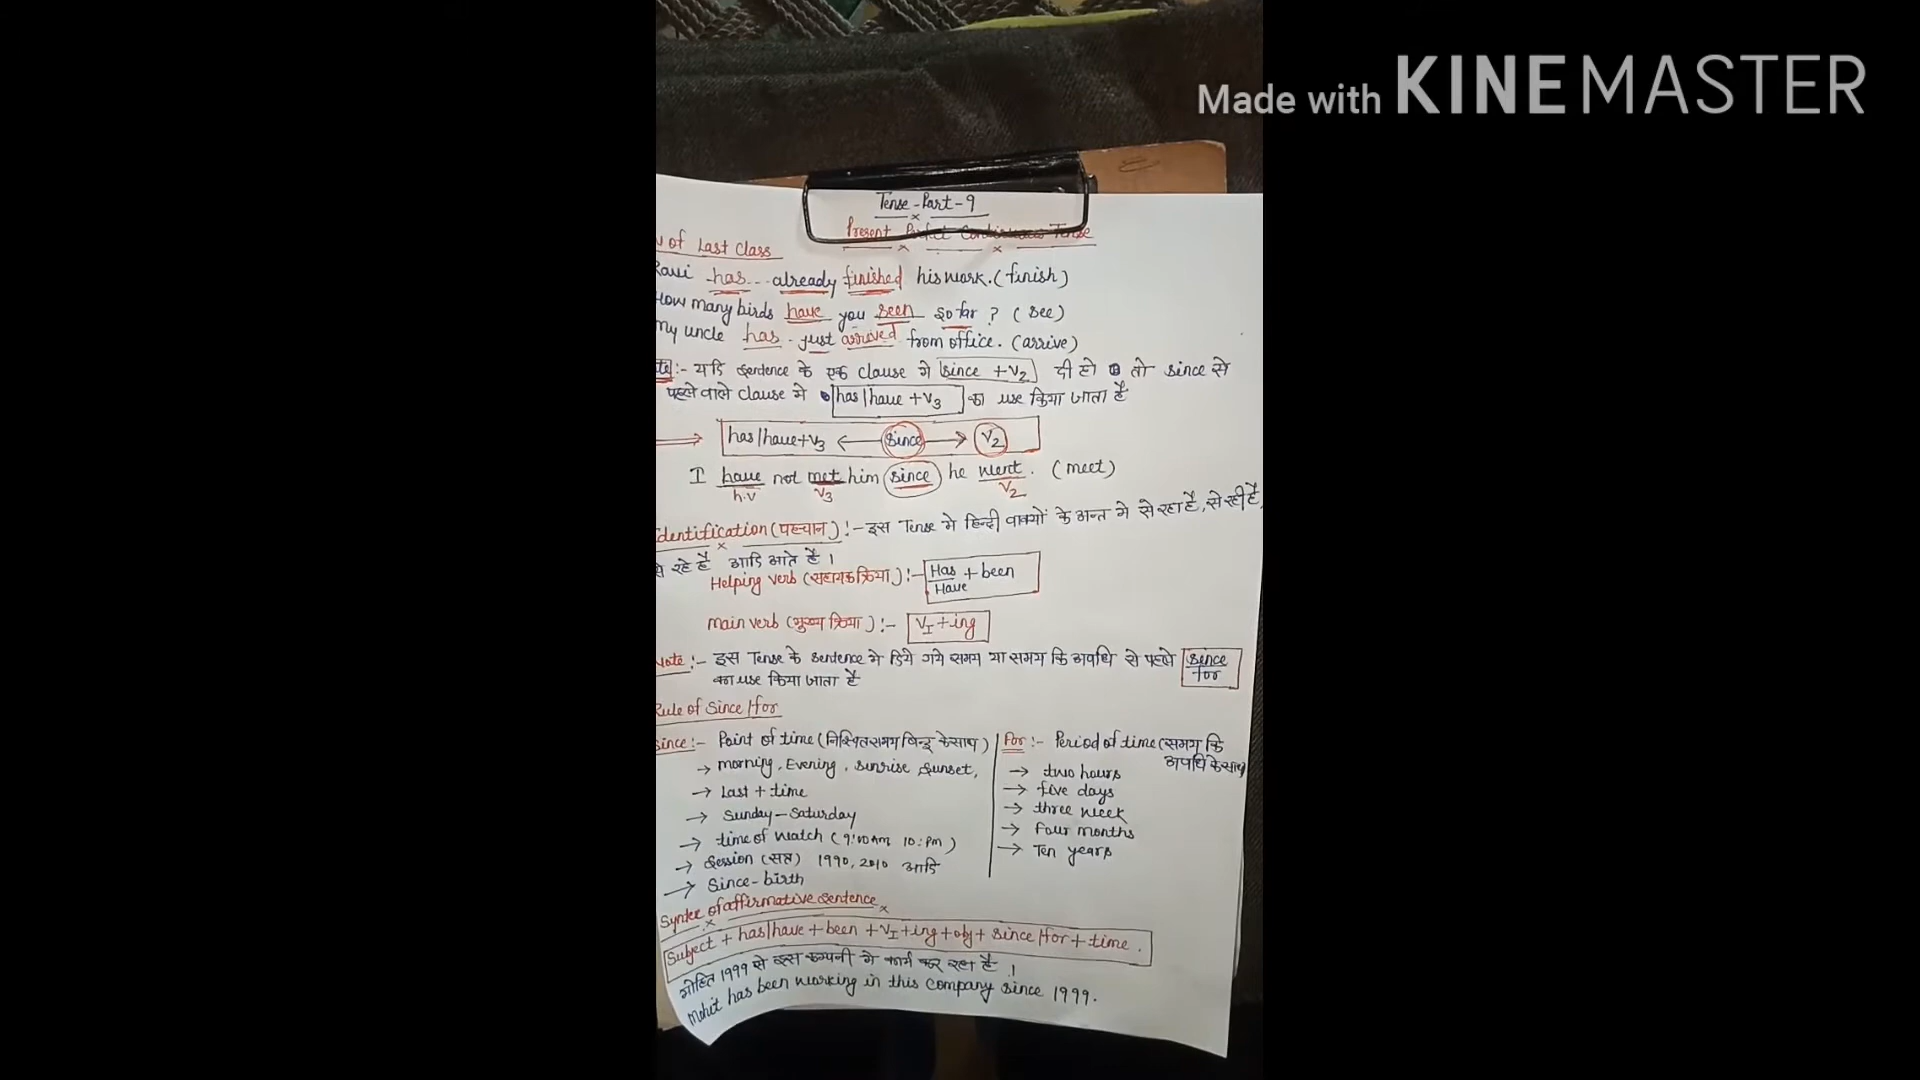 Made with KINEMASTER
Tense-Part-9
Present Perfect Continuous Tense
of Last Class
Ravi has already finished his work. (finish)
How many birds have you seen so far? (see)
My uncle has just arrived from office. (arrive)
:- यदि sentence के एक clause मे since + V2 दी हो तो since से
पहले वाले clause मे has/have + V3 का use किया जाता है
has/have+V3 ← since → V2
I have not met him since he went. (meet)
h.v V3 V2
Identification (पहचान) :- इस Tense मे हिन्दी वाक्यों के अन्त मे से रहा है, से रही है,
से रहे है आदि आते है ।
Helping verb (सहायक क्रिया) :- Has/Have + been
Main verb (मुख्य क्रिया) :- VI + ing
Note :- इस Tense के sentence मे दिये गये समय या समय कि अवधि से पहले since/for
का use किया जाता है
Rule of Since/for
Since :- Point of time (निश्चित समय बिन्दु के साथ)
→ morning, Evening, sunrise sunset,
→ Last + time
→ Sunday-Saturday
→ time of watch (9:00AM 10:PM)
→ session (सत्र) 1990, 2010 आदि
→ Since-birth
For :- Period of time (समय कि
अवधि के साथ
→ two hours
→ five days
→ three week
→ Four months
→ Ten years
Syntex of affirmative sentence
Subject + has/have + been + VI + ing + obj + since/for + time.
मोहित 1999 से इस कम्पनी मे कार्य कर रहा है ।
Mohit has been working in this company since 1999.